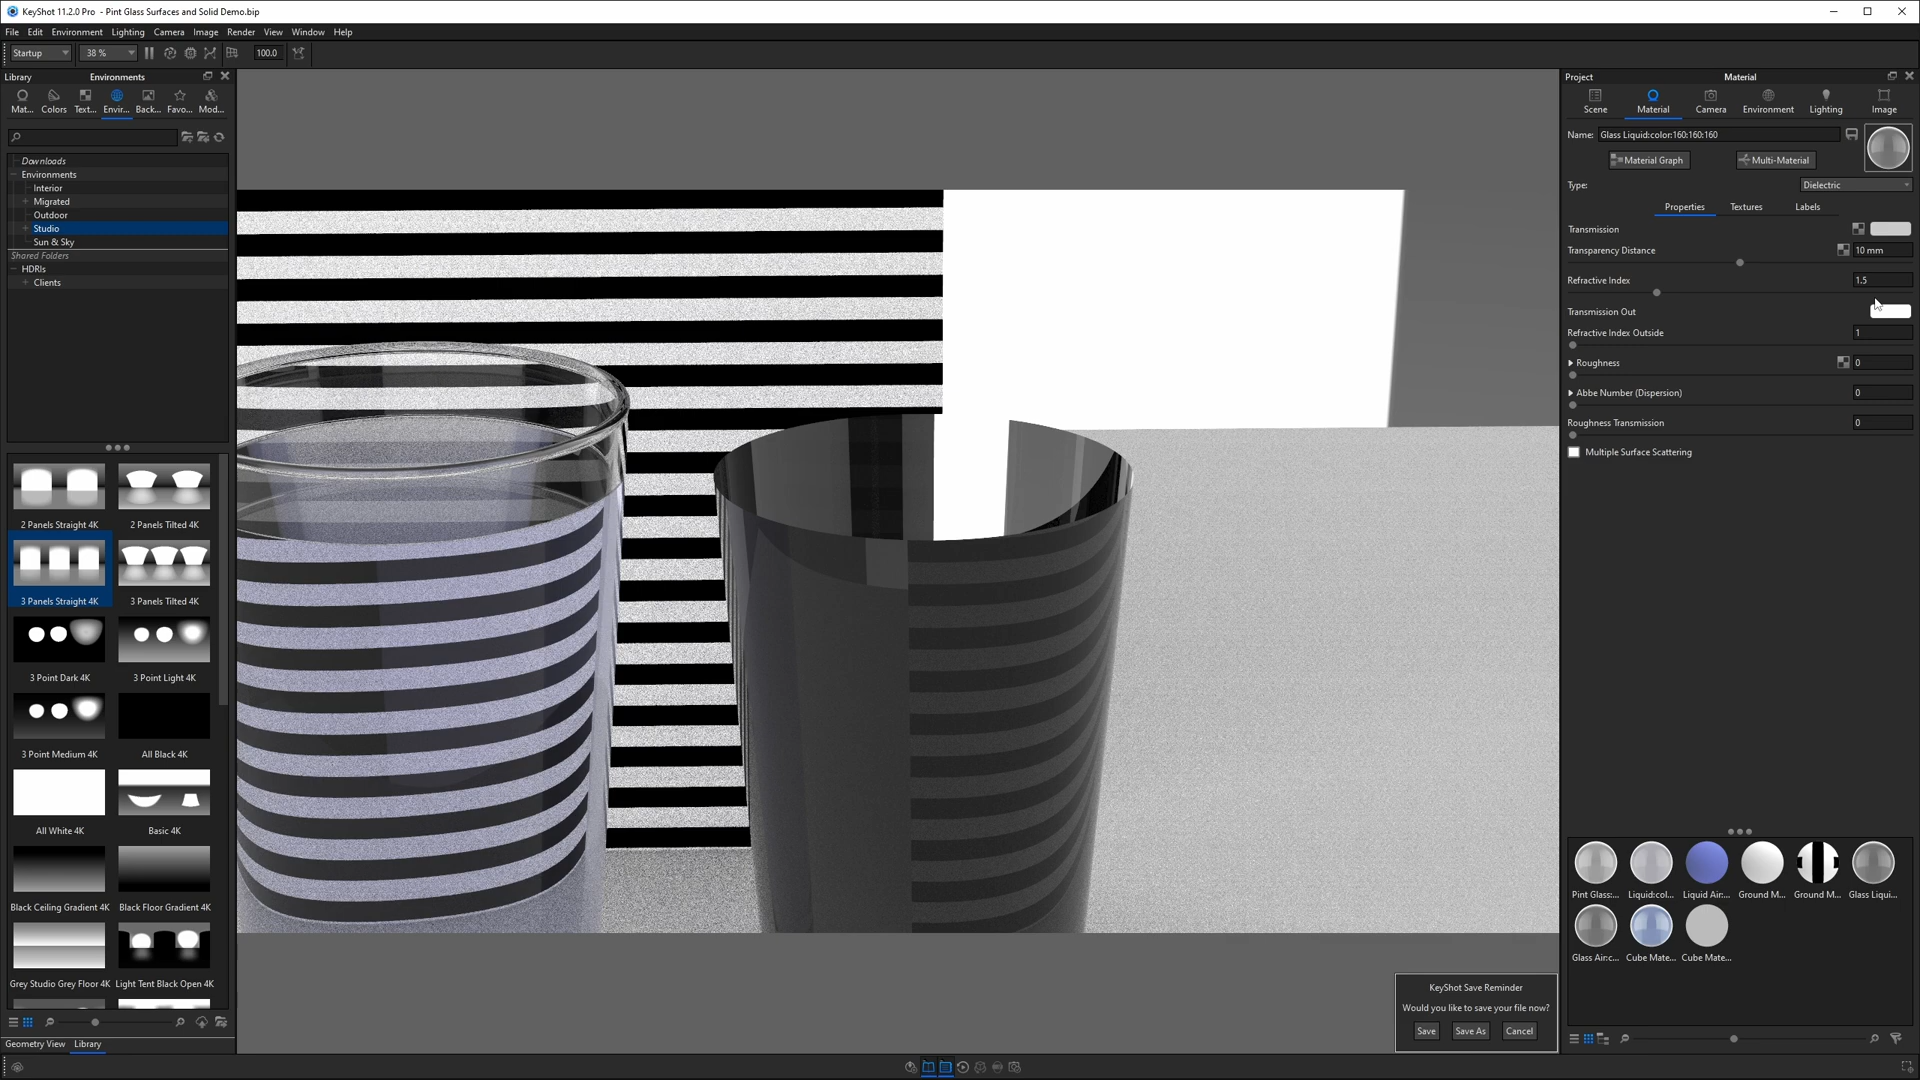 KeyShot 11.2.0 Pro - Pint Glass Surfaces and Solid Demo.bip
File Edit Environment Lighting Camera Image Render View Window Help
Startup 38 % 100.0
Library Environments
Mat... Colors Text... Envir... Back... Favo... Mod...
Downloads
Environments
Interior
Migrated
Outdoor
Studio
Sun & Sky
Shared Folders
HDRIs
Clients
2 Panels Straight 4K 2 Panels Tilted 4K
3 Panels Straight 4K 3 Panels Tilted 4K
3 Point Dark 4K 3 Point Light 4K
3 Point Medium 4K All Black 4K
All White 4K Basic 4K
Black Ceiling Gradient 4K Black Floor Gradient 4K
Grey Studio Grey Floor 4K Light Tent Black Open 4K
Geometry View Library
Project Material
Scene Material Camera Environment Lighting Image
Name: Glass Liquid:color:160:160:160
Material Graph Multi-Material
Type: Dielectric
Properties Textures Labels
Transmission
Transparency Distance 10 mm
Refractive Index 1.5
Transmission Out
Refractive Index Outside 1
Roughness 0
Abbe Number (Dispersion) 0
Roughness Transmission 0
Multiple Surface Scattering
Pint Glass:... Liquid:col... Liquid Air:... Ground M... Ground M... Glass Liqui...
Glass Air:c... Cube Mate... Cube Mate...
KeyShot Save Reminder
Would you like to save your file now?
Save Save As Cancel